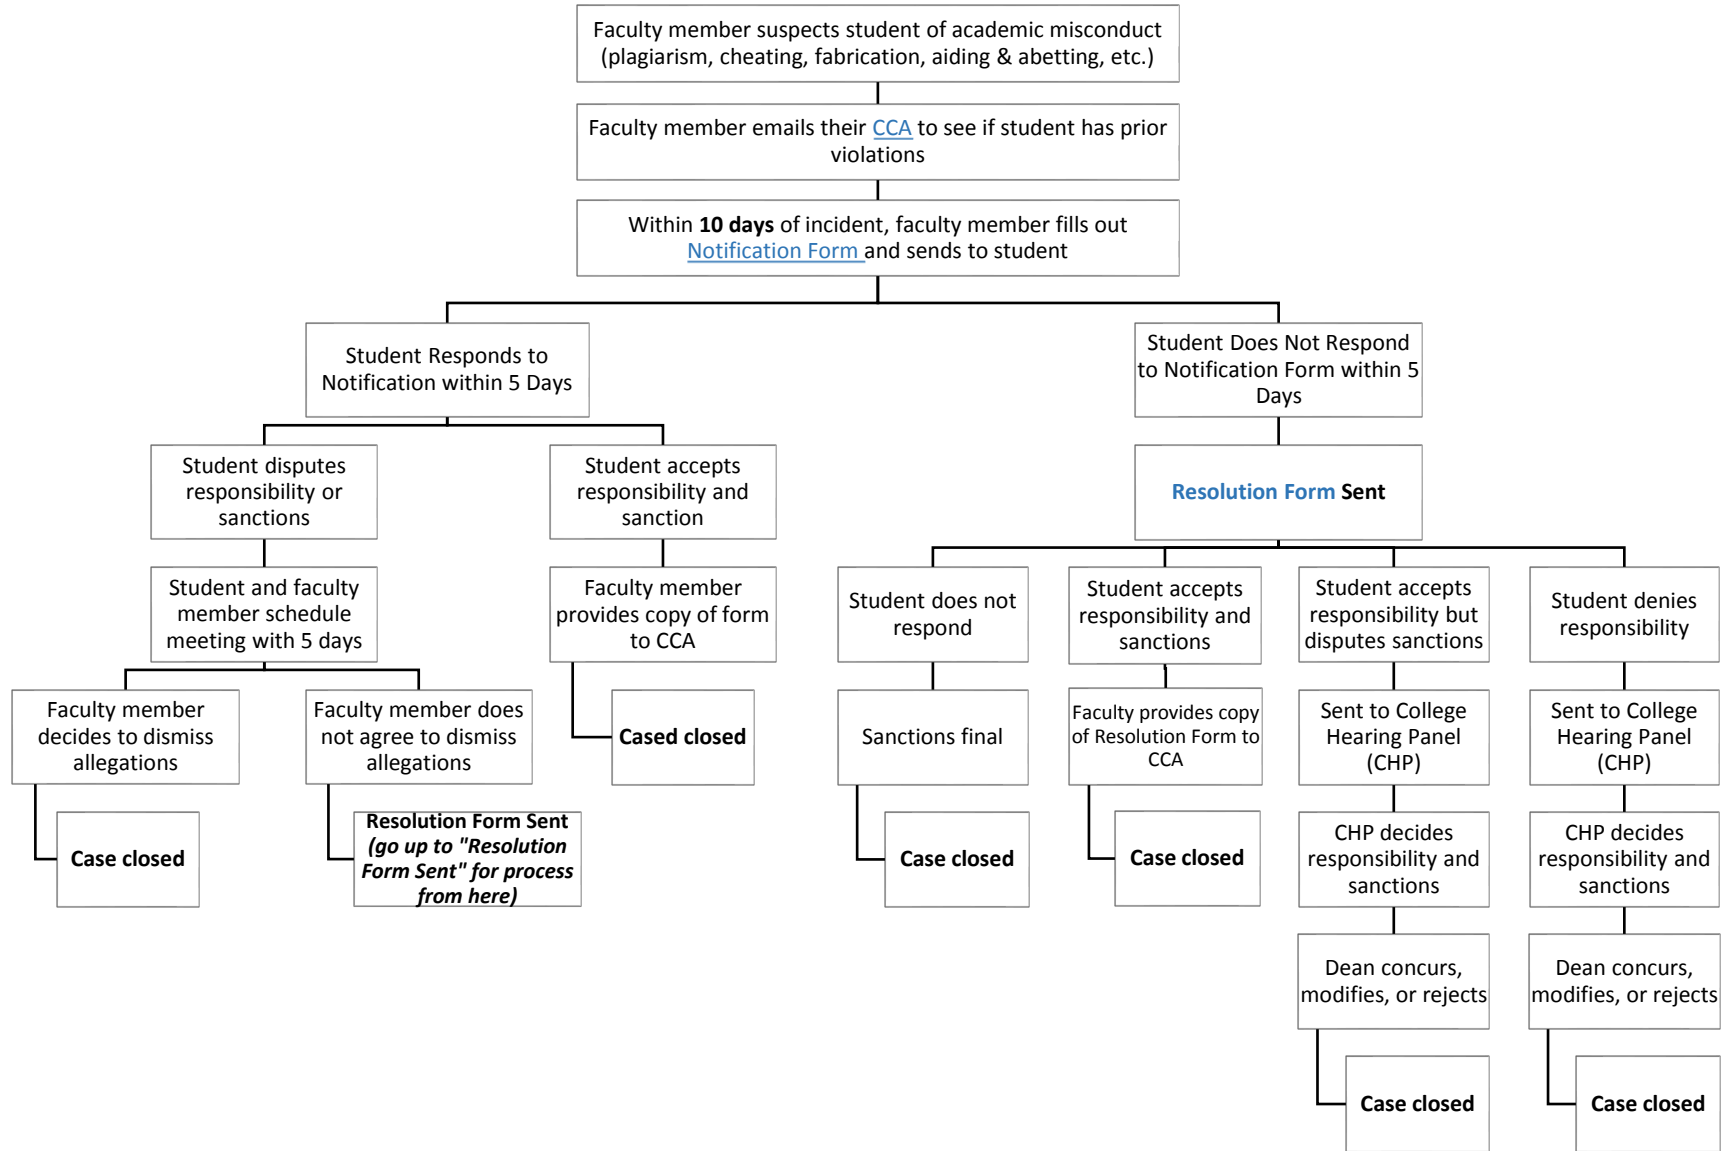 Faculty member suspects student of academic misconduct
(plagiarism, cheating, fabrication, aiding & abetting, etc.)
Faculty member emails their CCA to see if student has prior
violations
Within 10 days of incident, faculty member fills out
Notification Form and sends to student
Student Responds to
Notification within 5 Days
Student Does Not Respond
to Notification Form within 5
Days
Student disputes
responsibility or
sanctions
Student accepts
responsibility and
sanction
Resolution Form Sent
Student and faculty
member schedule
meeting with 5 days
Faculty member
provides copy of form
to CCA
Student does not
respond
Student accepts
responsibility and
sanctions
Student accepts
responsibility but
disputes sanctions
Student denies
responsibility
Faculty member
decides to dismiss
allegations
Faculty member does
not agree to dismiss
allegations
Cased closed
Sanctions final
Faculty provides copy
of Resolution Form to
CCA
Sent to College
Hearing Panel
(CHP)
Sent to College
Hearing Panel
(CHP)
Case closed
Resolution Form Sent
(go up to "Resolution
Form Sent" for process
from here)
Case closed
Case closed
CHP decides
responsibility and
sanctions
CHP decides
responsibility and
sanctions
Dean concurs,
modifies, or rejects
Dean concurs,
modifies, or rejects
Case closed
Case closed